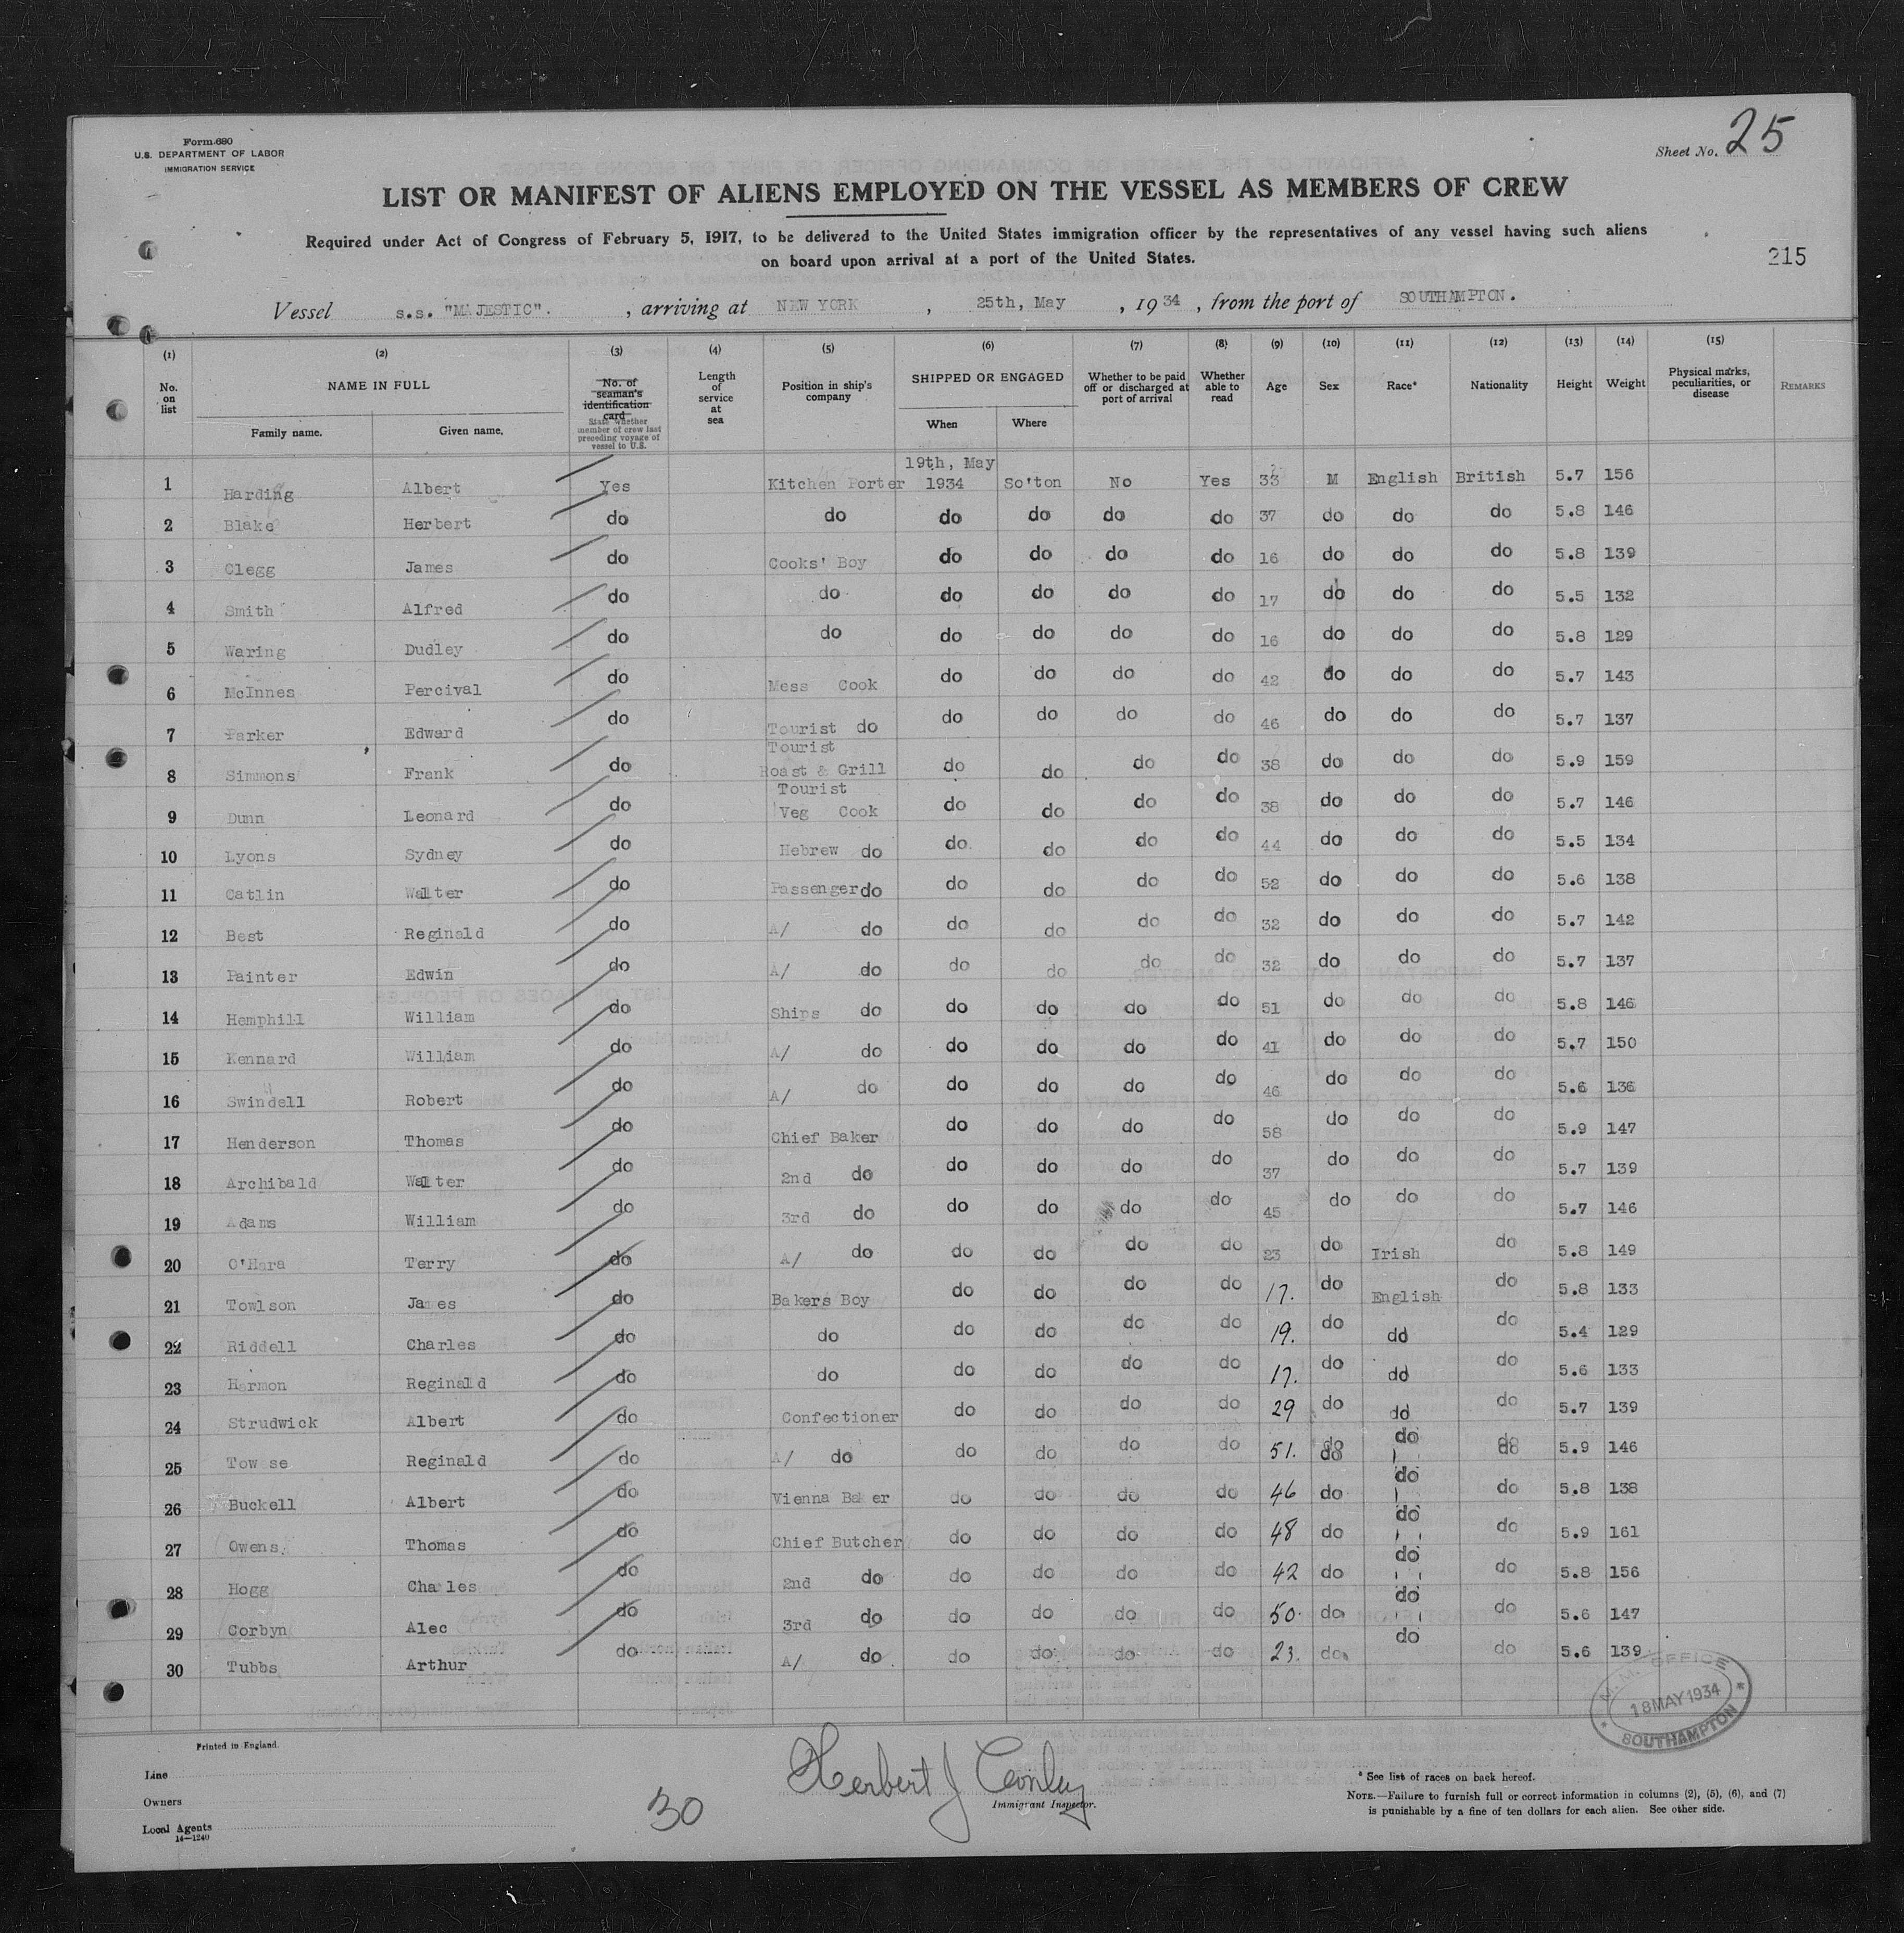 Form 680
U.S. DEPARTMENT OF LABOR
IMMIGRATION SERVICE
Sheet No. 25
LIST OR MANIFEST OF ALIENS EMPLOYED ON THE VESSEL AS MEMBERS OF CREW
Required under Act of Congress of February 5, 1917, to be delivered to the United States immigration officer by the representatives of any vessel having such aliens
on board upon arrival at a port of the United States.
215
Vessel s.s. "MAJESTIC". , arriving at NEW YORK , 25th, May , 1934 , from the port of SOUTHAMPTON.
(1) (2) (3) (4) (5) (6) (7) (8) (9) (10) (11) (12) (13) (14) (15)
No. on list NAME IN FULL Family name. Given name. No. of seaman's identification card State whether member of crew last preceding voyage of vessel to U.S. Length of service at sea Position in ship's company SHIPPED OR ENGAGED When Where Whether to be paid off or discharged at port of arrival Whether able to read Age Sex Race* Nationality Height Weight Physical marks, peculiarities, or disease REMARKS
1 Harding Albert Yes Kitchen Porter 19th, May 1934 So'ton No Yes 33 M English British 5.7 156
2 Blake Herbert do do do do do do 37 do do do 5.8 146
3 Clegg James do Cooks' Boy do do do do 16 do do do 5.8 139
4 Smith Alfred do do do do do do 17 do do do 5.5 132
5 Waring Dudley do do do do do do 16 do do do 5.8 129
6 McInnes Percival do Mess Cook do do do do 42 do do do 5.7 143
7 Parker Edward do Tourist do do do do do 46 do do do 5.7 137
8 Simmons Frank do Tourist Roast & Grill do do do do 38 do do do 5.9 159
9 Dunn Leonard do Tourist Veg Cook do do do do 38 do do do 5.7 146
10 Lyons Sydney do Hebrew do do do do do 44 do do do 5.5 134
11 Catlin Walter do Passenger do do do do do 52 do do do 5.6 138
12 Best Reginald do A/ do do do do do 32 do do do 5.7 142
13 Painter Edwin do A/ do do do do do 32 do do do 5.7 137
14 Hemphill William do Ships do do do do do 51 do do do 5.8 146
15 Kennard William do A/ do do do do do 41 do do do 5.7 150
16 Swindell Robert do A/ do do do do do 46 do do do 5.6 136
17 Henderson Thomas do Chief Baker do do do do 58 do do do 5.9 147
18 Archibald Walter do 2nd do do do do do 37 do do do 5.7 139
19 Adams William do 3rd do do do do do 45 do do do 5.7 146
20 O'Hara Terry do A/ do do do do do 23 do Irish do 5.8 149
21 Towlson James do Bakers Boy do do do do 17. do English do 5.8 133
22 Riddell Charles do do do do do do 19. do do do 5.4 129
23 Harmon Reginald do do do do do do 17. do do do 5.6 133
24 Strudwick Albert do Confectioner do do do do 29 do do do 5.7 139
25 Towse Reginald do A/ do do do do do 51. do do do 5.9 146
26 Buckell Albert do Vienna Baker do do do do 46 do do do 5.8 138
27 Owens. Thomas do Chief Butcher do do do do 48 do do do 5.9 161
28 Hogg Charles do 2nd do do do do do 42 do do do 5.8 156
29 Corbyn Alec do 3rd do do do do do 50. do do do 5.6 147
30 Tubbs Arthur do A/ do do do do do 23. do do do 5.6 139
M.M. OFFICE
18 MAY 1934
SOUTHAMPTON
Printed in England.
Line
Owners
Local Agents
14-1240
30
Herbert J Conley
Immigrant Inspector.
* See list of races on back hereof.
NOTE.—Failure to furnish full or correct information in columns (2), (5), (6), and (7)
is punishable by a fine of ten dollars for each alien. See other side.